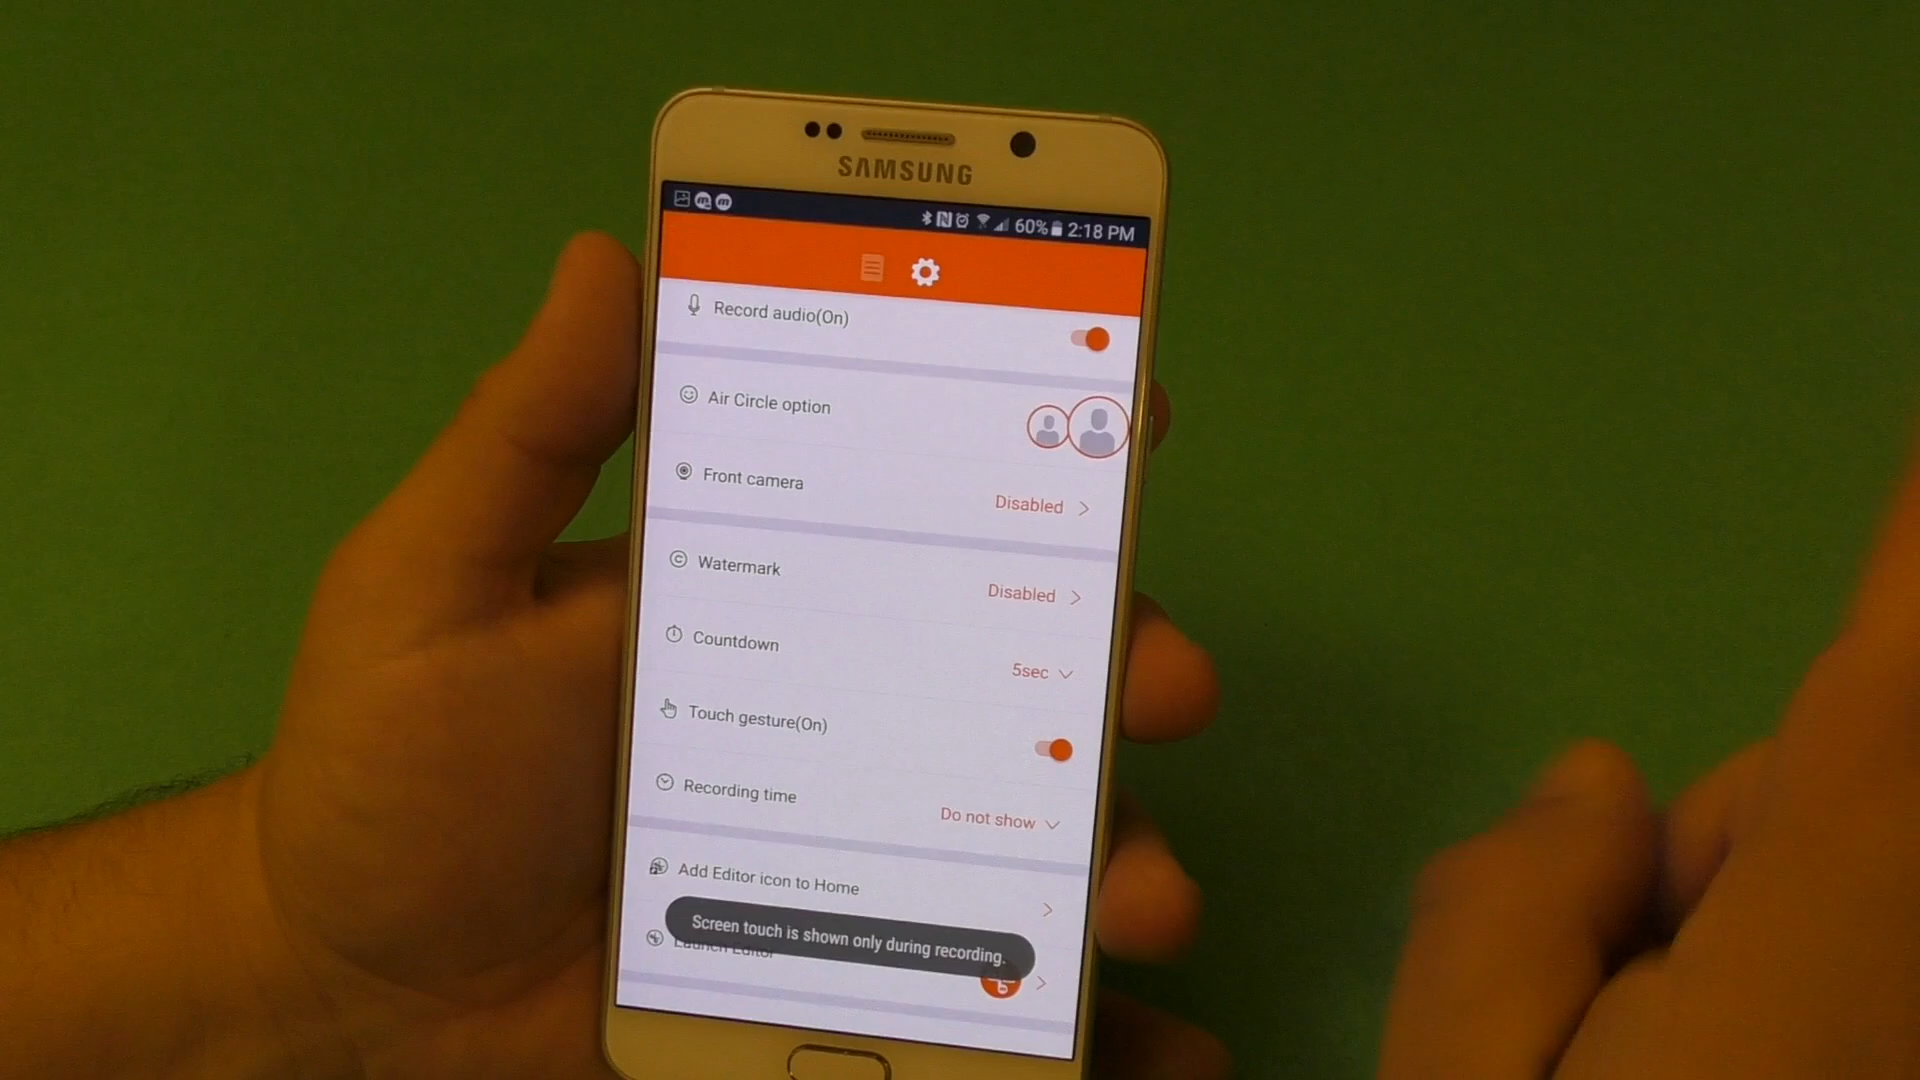 SAMSUNG
60% 2:18 PM
Record audio(On)
Air Circle option
Front camera
Disabled
Watermark
Disabled
Countdown
5sec
Touch gesture(On)
Recording time
Do not show
Add Editor icon to Home
Screen touch is shown only during recording.
Launch Editor